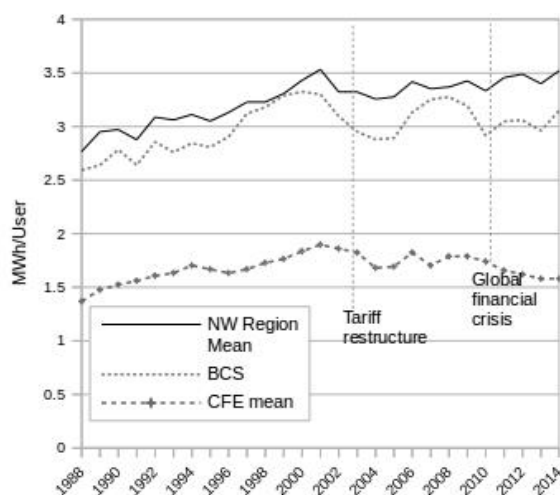 4
3.5
3
2.5
2
1.5
1
0.5
0
MWh/User
Global
financial
crisis
Tariff
restructure
NW Region
Mean
BCS
CFE mean
1988 1990 1992 1994 1996 1998 2000 2002 2004 2006 2008 2010 2012 2014